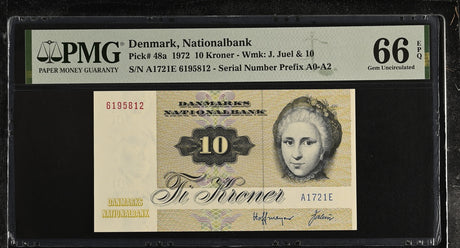 PMG
PAPER MONEY GUARANTY
Denmark, Nationalbank
Pick# 48a 1972 10 Kroner - Wmk: J. Juel & 10
S/N A1721E 6195812 - Serial Number Prefix A0-A2
66 EPQ
Gem Uncirculated
6195812
DANMARKS
NATIONALBANK
10
Ti Kroner
A1721E
DANMARKS
NATIONALBANK
Hoffmeyer